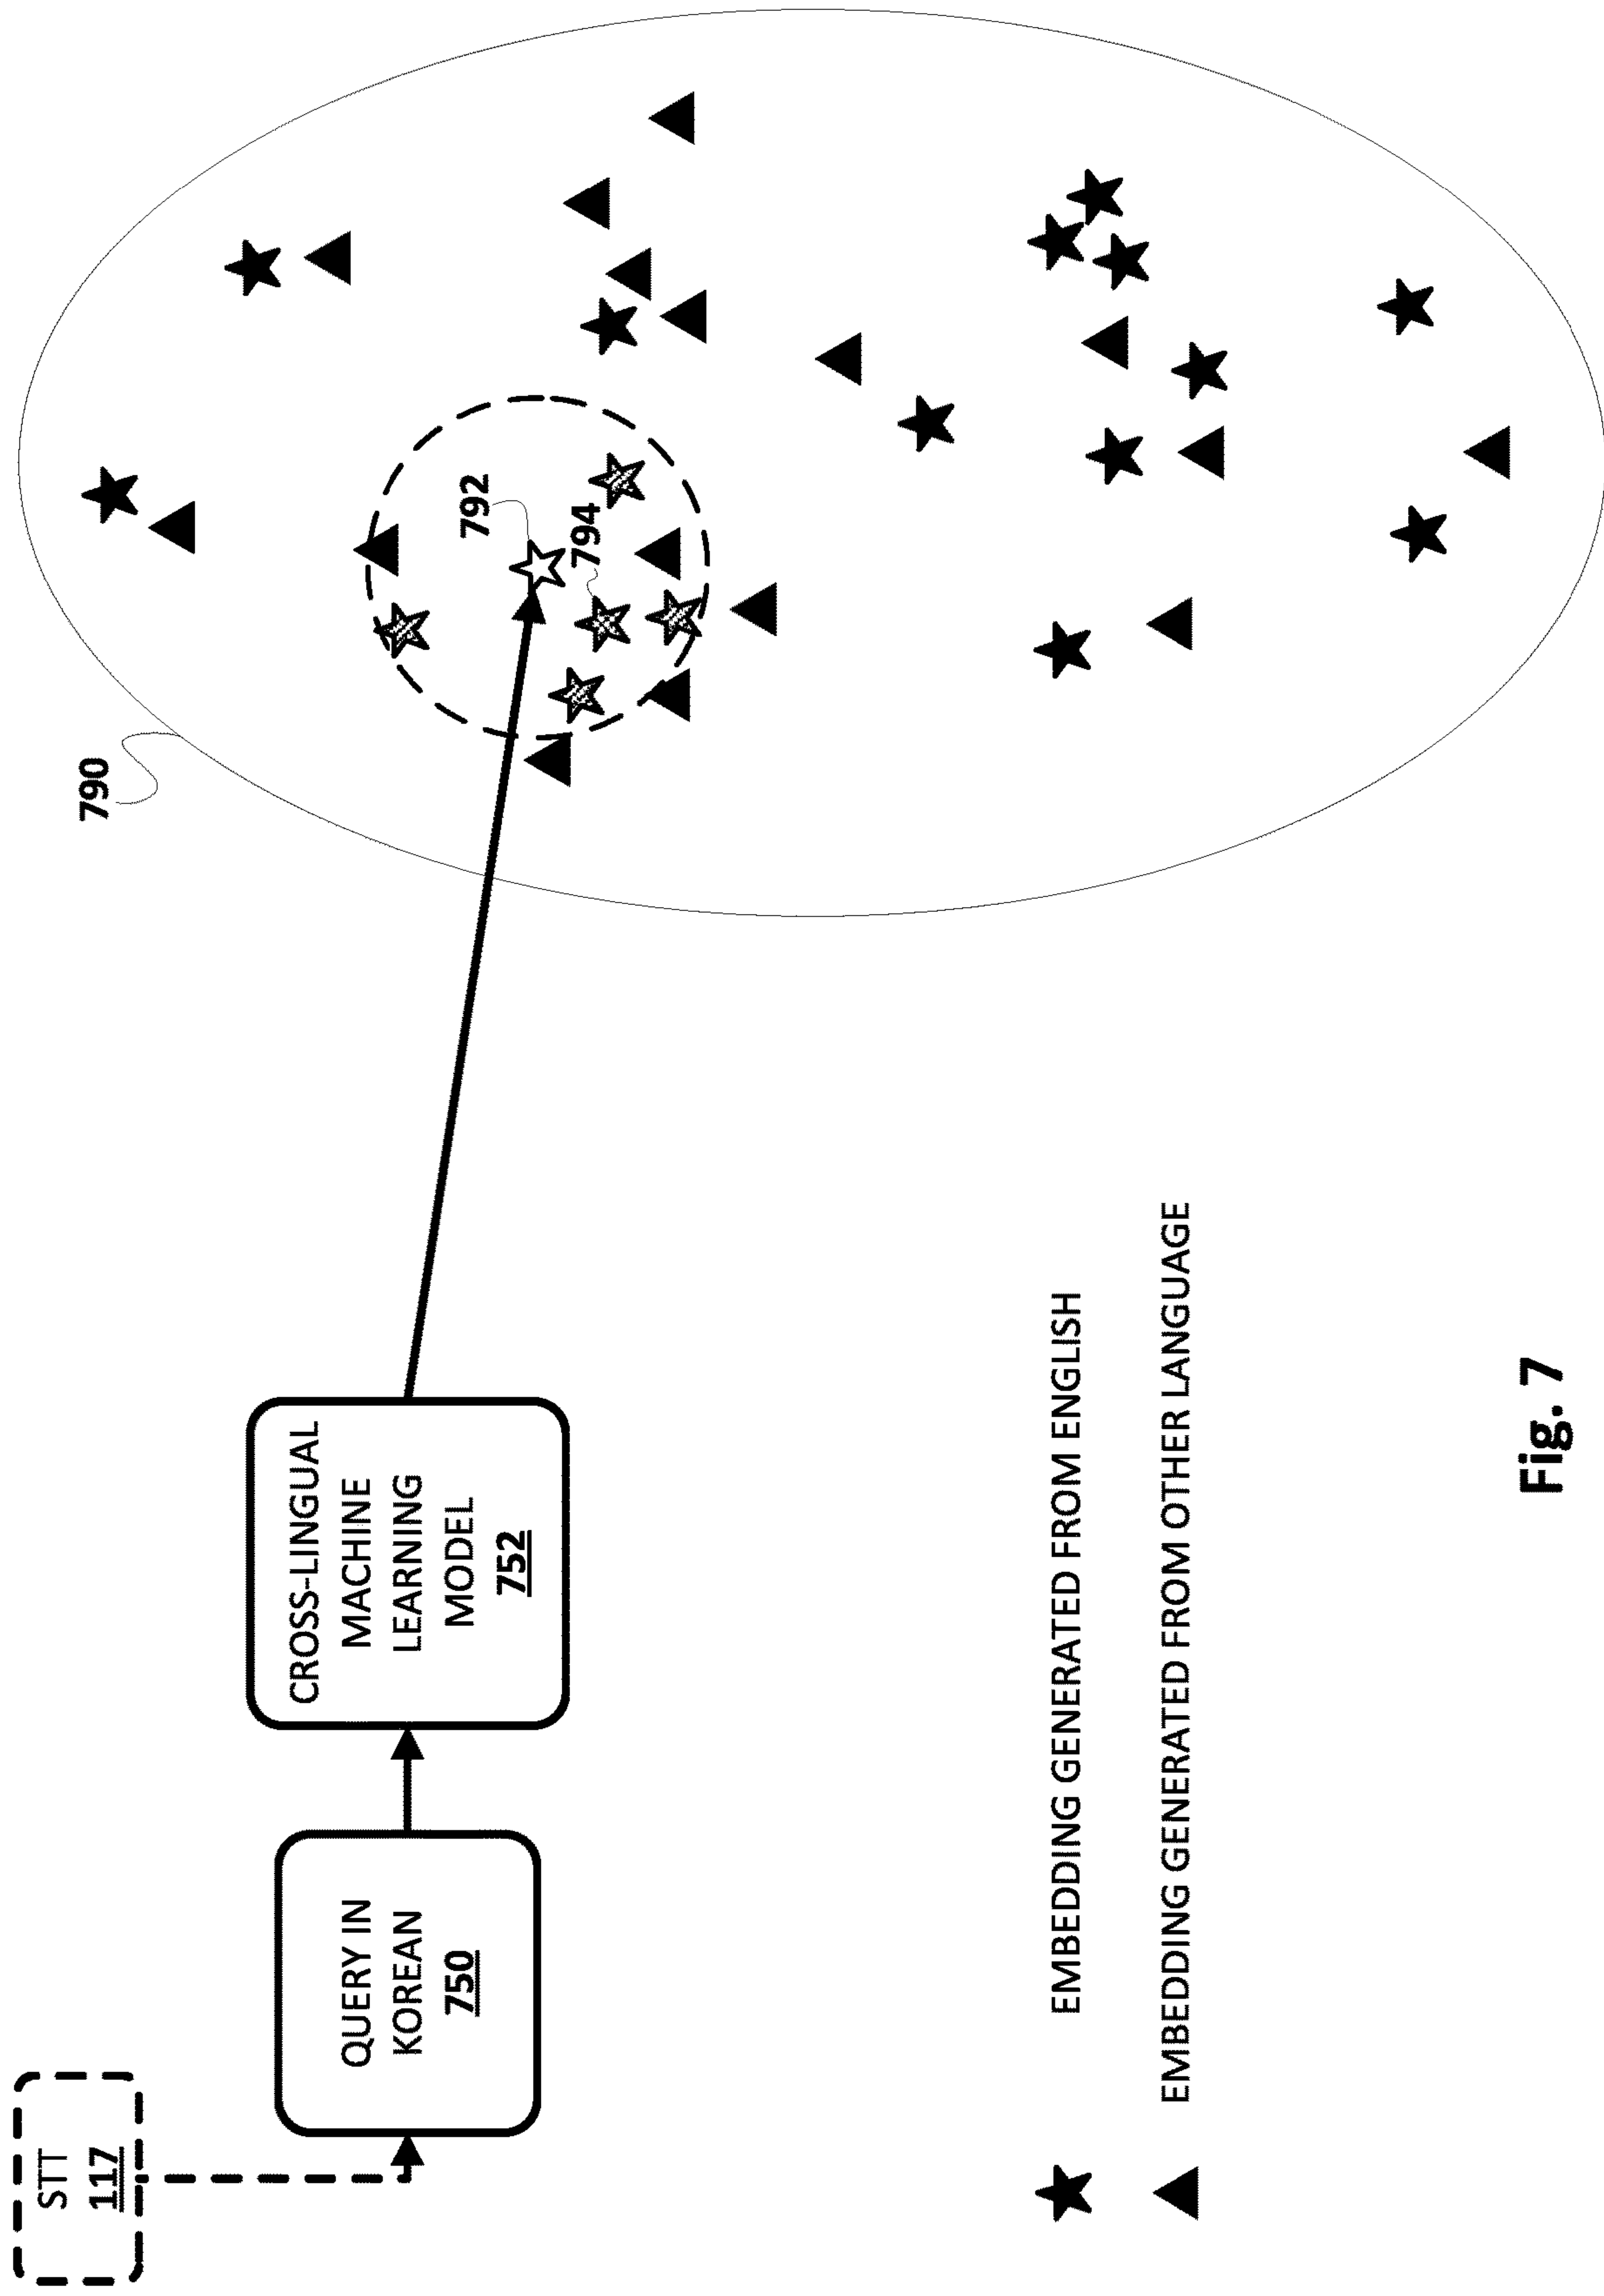 STT
117
QUERY IN
KOREAN
750
CROSS-LINGUAL
MACHINE
LEARNING
MODEL
752
790
792
794
EMBEDDING GENERATED FROM ENGLISH
EMBEDDING GENERATED FROM OTHER LANGUAGE
Fig. 7